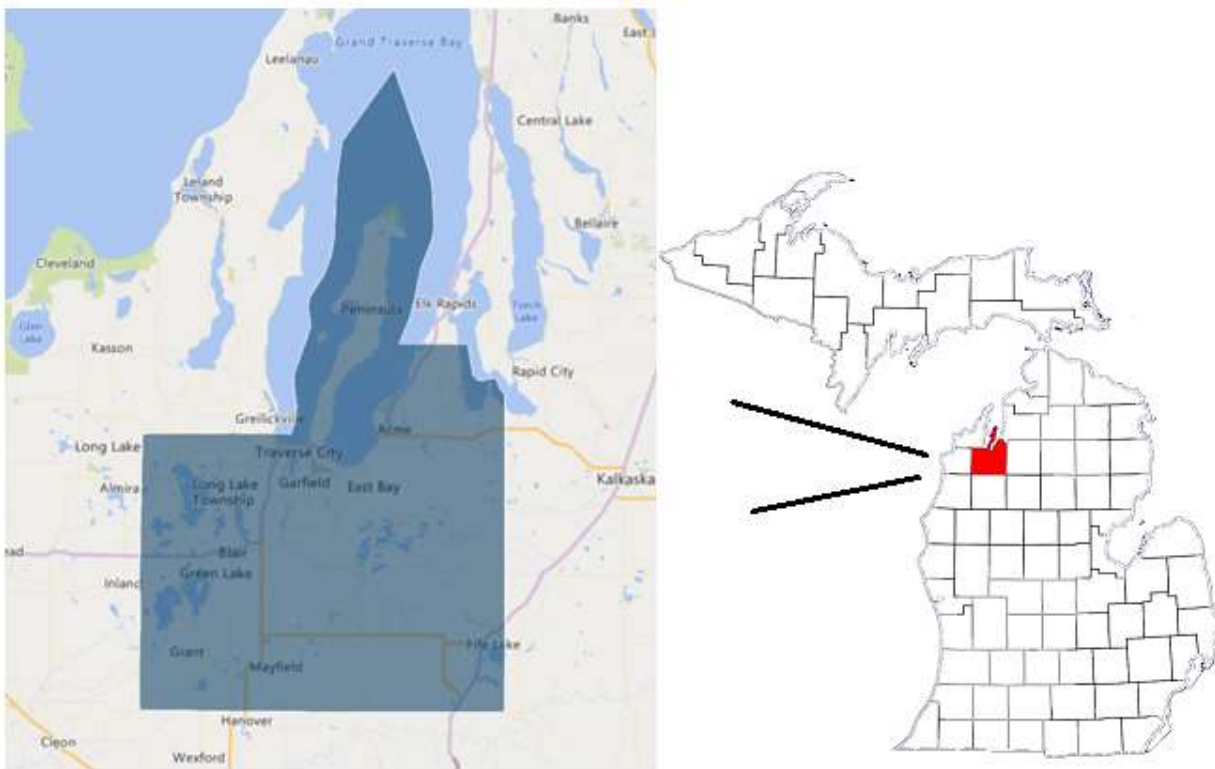 Banks
East
Grand Traverse Bay
Leelanau
Central Lake
Leland
Township
Bellaire
Cleveland
Elk Rapids
Peninsula
Torch
Lake
Glen
Lake
Kasson
Rapid City
Greilickville
Acme
Long Lake
Traverse City
Almira
Long Lake
Township
Garfield
East Bay
Kalkaska
ead
Blair
Inland
Green Lake
Grant
Fife Lake
Mayfield
Hanover
Cleon
Wexford